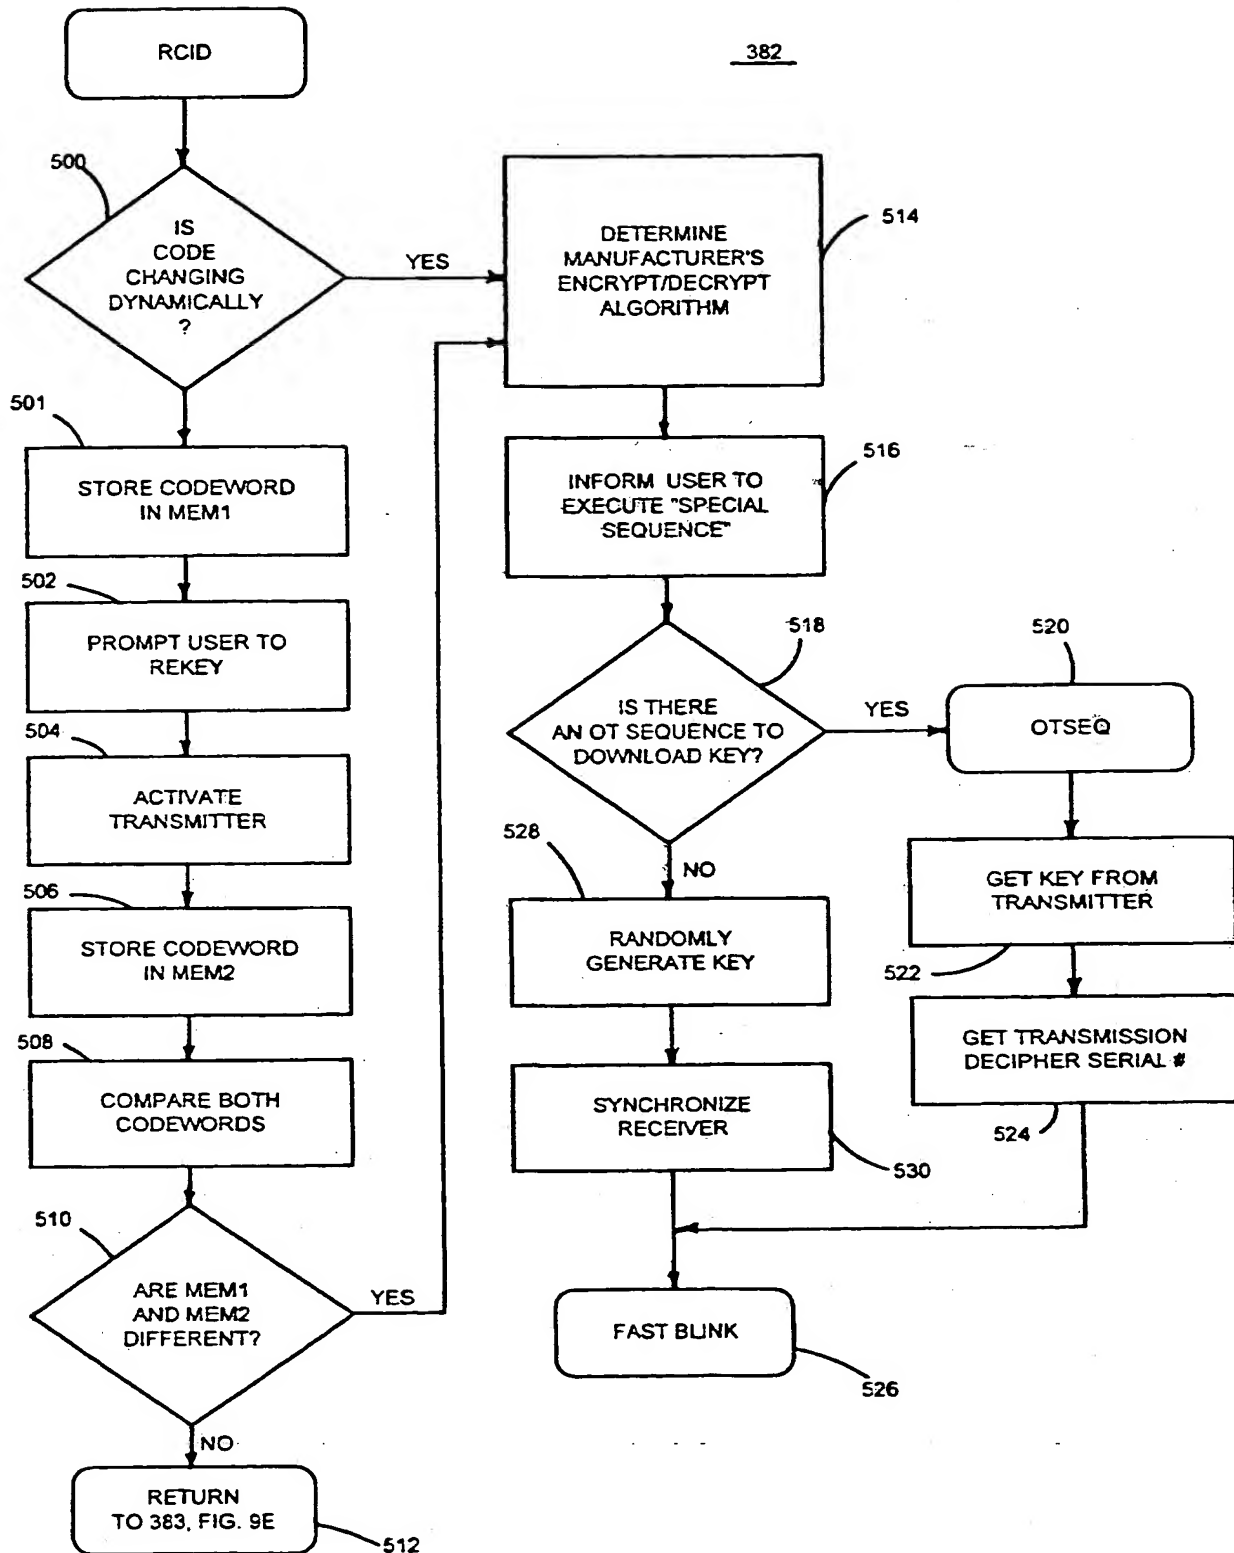 RCID
382
500
IS
CODE
CHANGING
DYNAMICALLY
?
YES
501
STORE CODEWORD
IN MEM1
502
PROMPT USER TO
REKEY
504
ACTIVATE
TRANSMITTER
506
STORE CODEWORD
IN MEM2
508
COMPARE BOTH
CODEWORDS
510
ARE MEM1
AND MEM2
DIFFERENT?
YES
NO
RETURN
TO 383, FIG. 9E
512
DETERMINE
MANUFACTURER'S
ENCRYPT/DECRYPT
ALGORITHM
514
INFORM USER TO
EXECUTE "SPECIAL
SEQUENCE"
516
518
IS THERE
AN OT SEQUENCE TO
DOWNLOAD KEY?
YES
NO
520
OTSEQ
GET KEY FROM
TRANSMITTER
522
GET TRANSMISSION
DECIPHER SERIAL #
524
528
RANDOMLY
GENERATE KEY
SYNCHRONIZE
RECEIVER
530
FAST BLINK
526